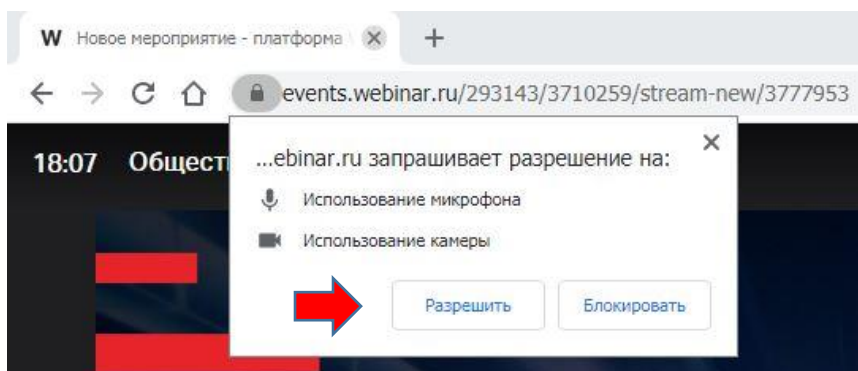 W Новое мероприятие - платформа
events.webinar.ru/293143/3710259/stream-new/3777953
18:07
...ebinar.ru запрашивает разрешение на:
Использование микрофона
Использование камеры
Разрешить Блокировать